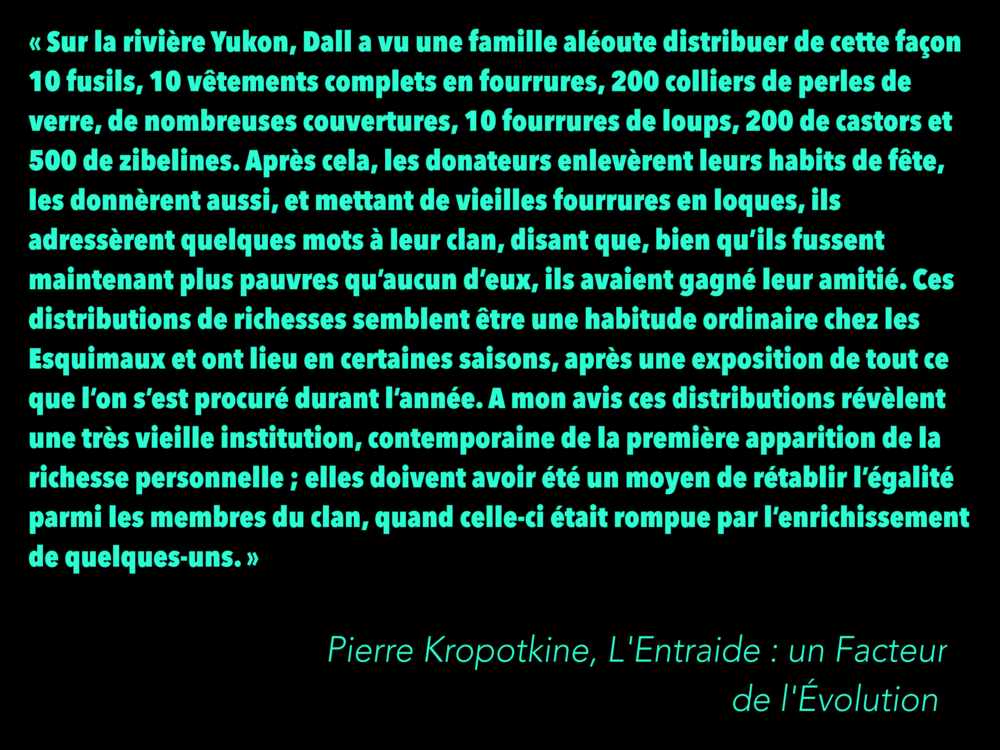 « Sur la rivière Yukon, Dall a vu une famille aléoute distribuer de cette façon
10 fusils, 10 vêtements complets en fourrures, 200 colliers de perles de
verre, de nombreuses couvertures, 10 fourrures de loups, 200 de castors et
500 de zibelines. Après cela, les donateurs enlevèrent leurs habits de fête,
les donnèrent aussi, et mettant de vieilles fourrures en loques, ils
adressèrent quelques mots à leur clan, disant que, bien qu’ils fussent
maintenant plus pauvres qu’aucun d’eux, ils avaient gagné leur amitié. Ces
distributions de richesses semblent être une habitude ordinaire chez les
Esquimaux et ont lieu en certaines saisons, après une exposition de tout ce
que l’on s’est procuré durant l’année. A mon avis ces distributions révèlent
une très vieille institution, contemporaine de la première apparition de la
richesse personnelle ; elles doivent avoir été un moyen de rétablir l’égalité
parmi les membres du clan, quand celle-ci était rompue par l’enrichissement
de quelques-uns. »
Pierre Kropotkine, L'Entraide : un Facteur
de l'Évolution